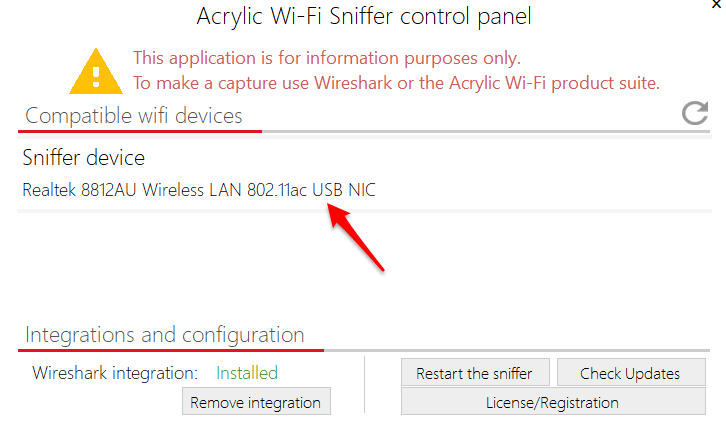 Acrylic Wi-Fi Sniffer control panel
This application is for information purposes only.
To make a capture use Wireshark or the Acrylic Wi-Fi product suite.
Compatible wifi devices
Sniffer device
Realtek 8812AU Wireless LAN 802.11ac USB NIC
Integrations and configuration
Wireshark integration: Installed
Remove integration
Restart the sniffer
Check Updates
License/Registration